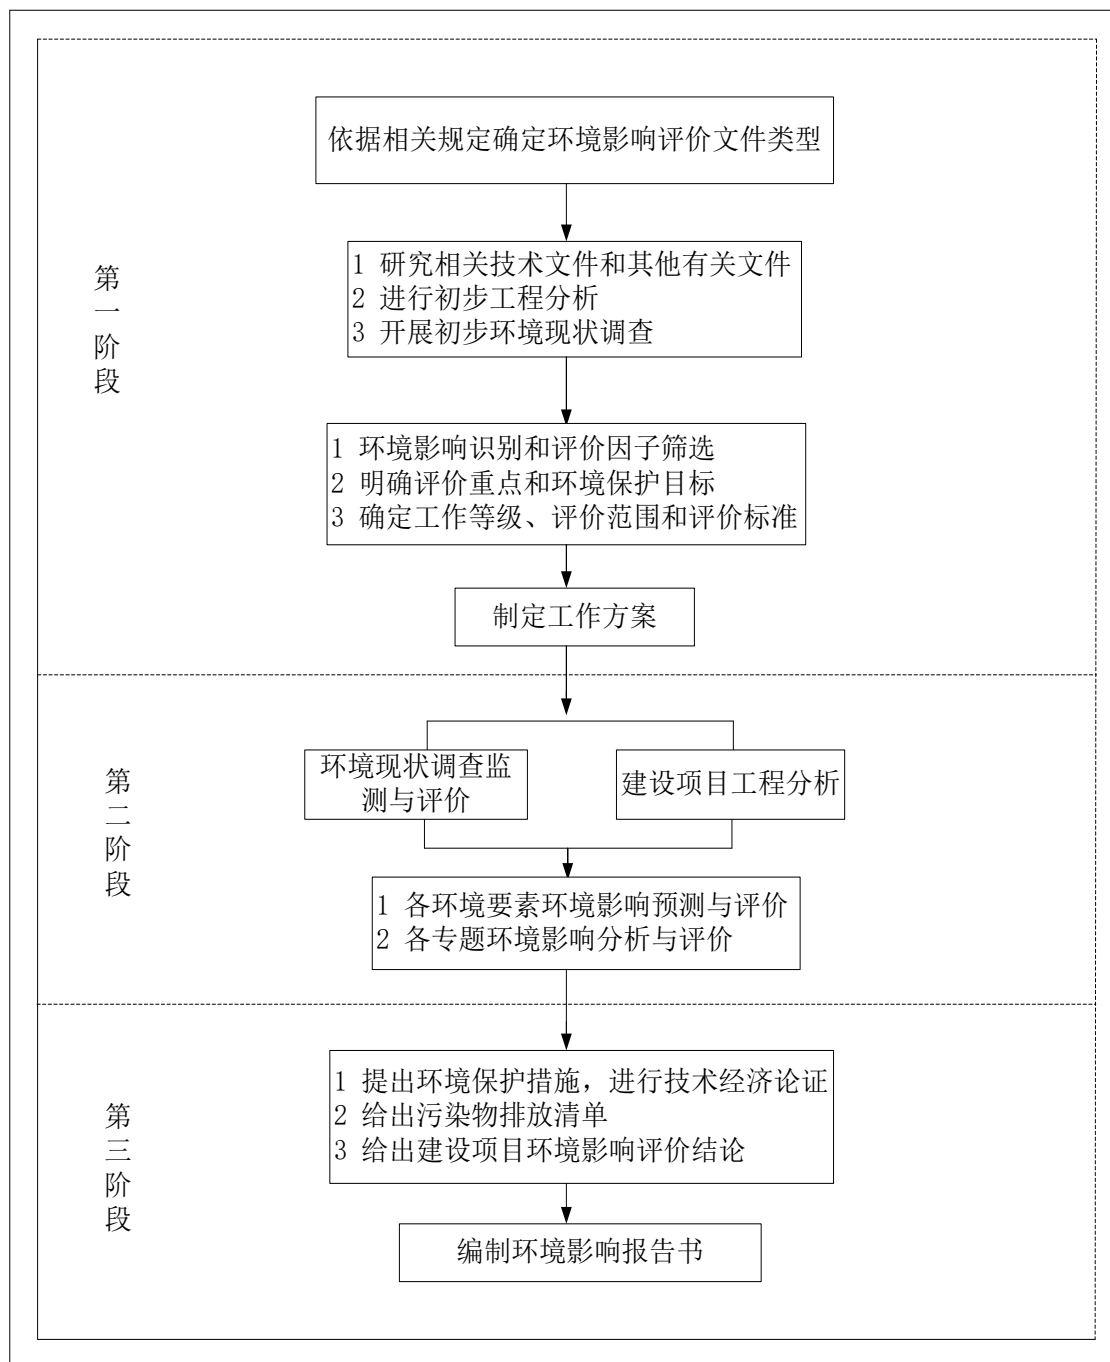 依据相关规定确定环境影响评价文件类型
第一阶段
1 研究相关技术文件和其他有关文件
2 进行初步工程分析
3 开展初步环境现状调查
1 环境影响识别和评价因子筛选
2 明确评价重点和环境保护目标
3 确定工作等级、评价范围和评价标准
制定工作方案
第二阶段
环境现状调查监
测与评价
建设项目工程分析
1 各环境要素环境影响预测与评价
2 各专题环境影响分析与评价
第三阶段
1 提出环境保护措施，进行技术经济论证
2 给出污染物排放清单
3 给出建设项目环境影响评价结论
编制环境影响报告书